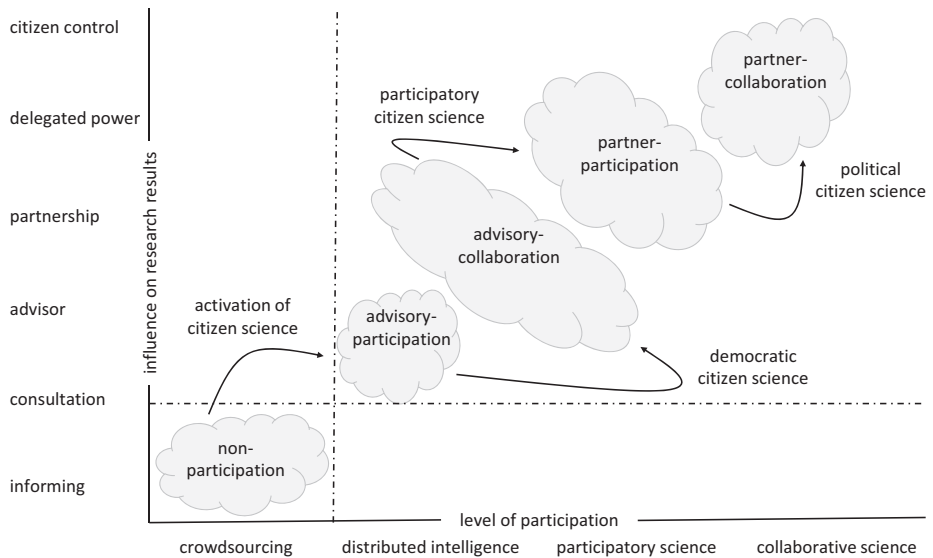 citizen control
partner-
collaboration
participatory
citizen science
delegated power
partner-
participation
political
citizen science
influence on research results
partnership
advisory-
collaboration
advisor
activation of
citizen science
advisory-
participation
democratic
citizen science
consultation
non-
participation
informing
level of participation
crowdsourcing
distributed intelligence
participatory science
collaborative science